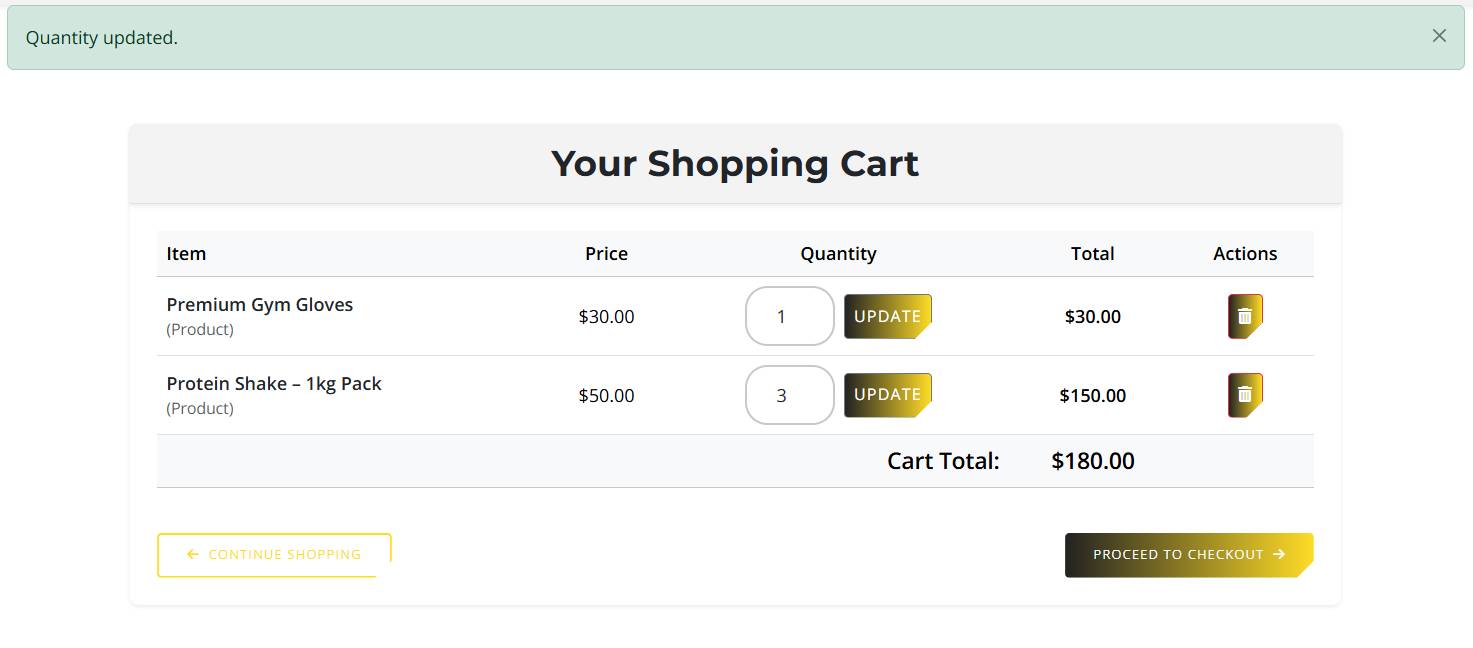 Quantity updated.
Your Shopping Cart
Item Price Quantity Total Actions
Premium Gym Gloves
(Product)
$30.00 1 UPDATE $30.00
Protein Shake – 1kg Pack
(Product)
$50.00 3 UPDATE $150.00
Cart Total: $180.00
CONTINUE SHOPPING
PROCEED TO CHECKOUT